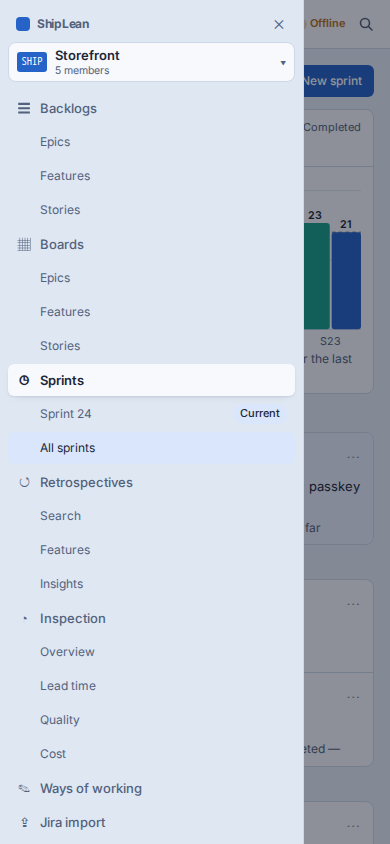 ShipLean
SHIP
Storefront
5 members
Backlogs
Epics
Features
Stories
Boards
Epics
Features
Stories
Sprints
Sprint 24
Current
All sprints
Retrospectives
Search
Features
Insights
Inspection
Overview
Lead time
Quality
Cost
Ways of working
Jira import
Offline
New sprint
Completed
23
21
S23
r the last
...
passkey
far
...
...
eted —
...